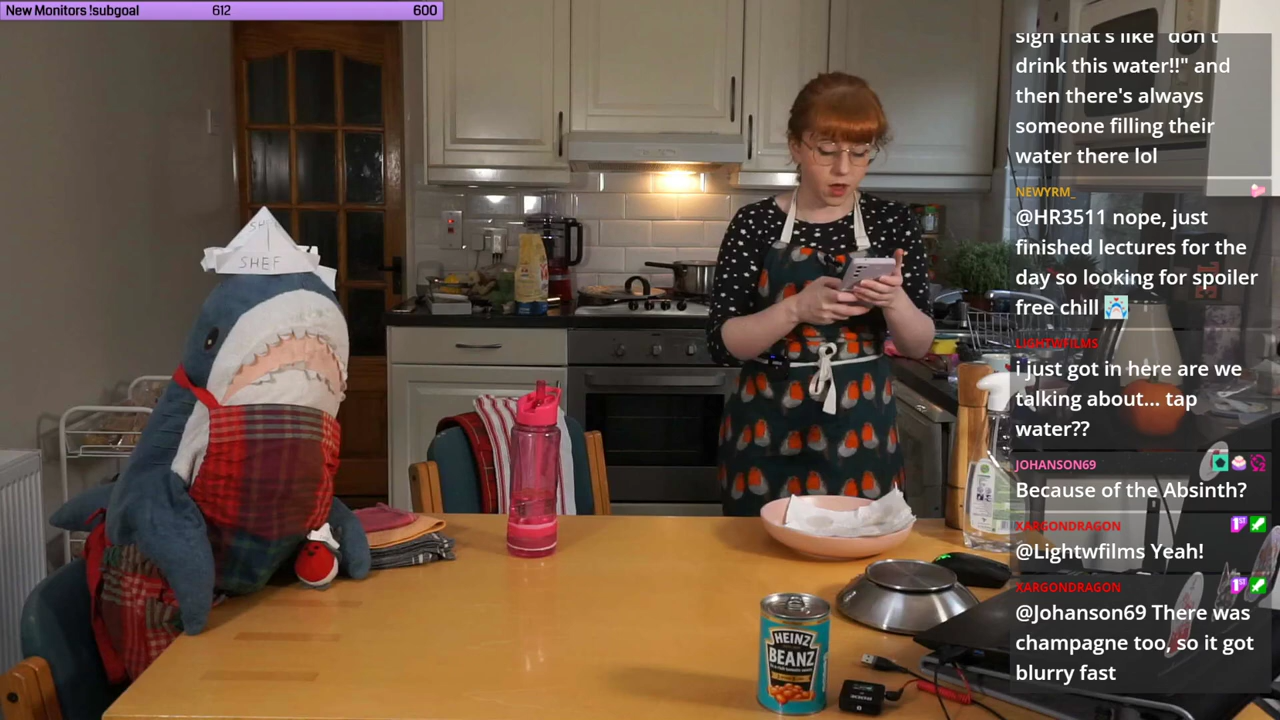 New Monitors !subgoal 612 600
sign that's like "don't
drink this water!!" and
then there's always
someone filling their
water there lol
NEWYRM_
@HR3511 nope, just
finished lectures for the
day so looking for spoiler
free chill
LIGHTWFILMS
i just got in here are we
talking about... tap
water??
JOHANSON69
Because of the Absinth?
XARGONDRAGON
@Lightwfilms Yeah!
XARGONDRAGON
@Johanson69 There was
champagne too, so it got
blurry fast
SHEF
HEINZ
BEANZ